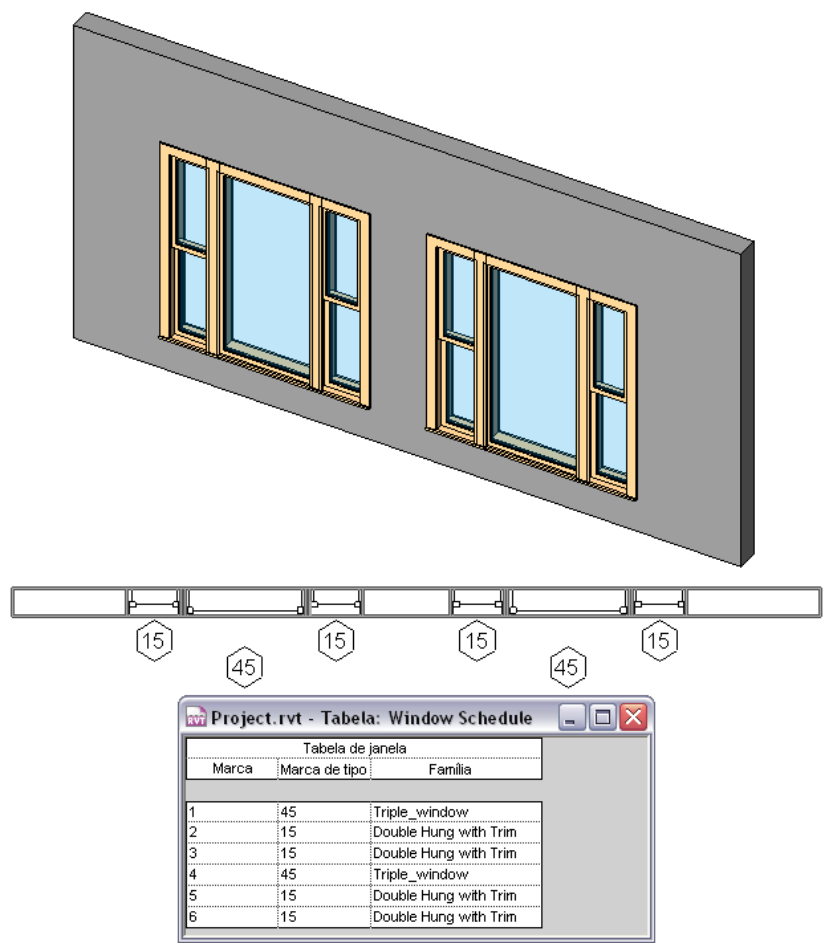 15 15 15 15
45 45
RVT Project.rvt - Tabela: Window Schedule
Tabela de janela
Marca Marca de tipo Família
1 45 Triple_window
2 15 Double Hung with Trim
3 15 Double Hung with Trim
4 45 Triple_window
5 15 Double Hung with Trim
6 15 Double Hung with Trim